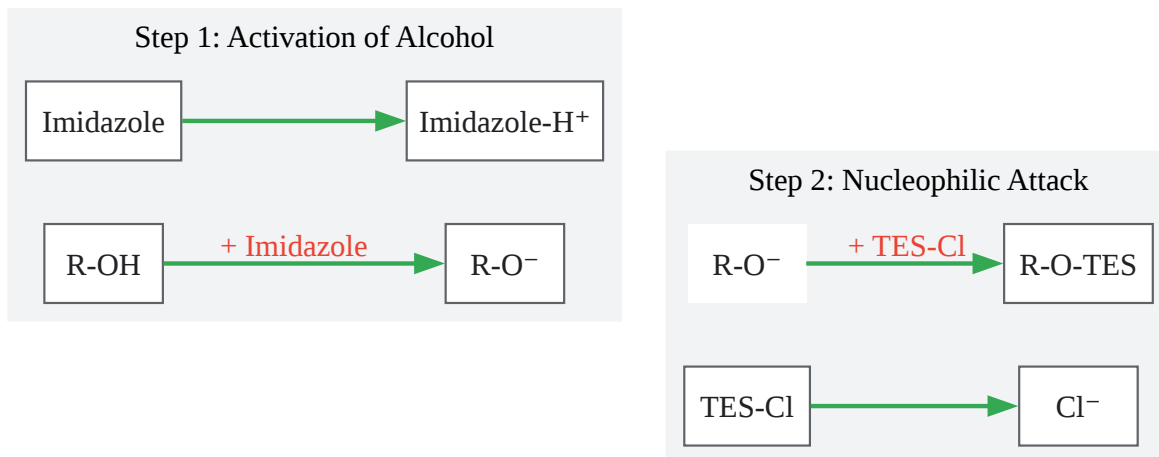 Step 1: Activation of Alcohol
Imidazole
Imidazole-H⁺
R-OH
+ Imidazole
R-O⁻
Step 2: Nucleophilic Attack
R-O⁻
+ TES-Cl
R-O-TES
TES-Cl
Cl⁻